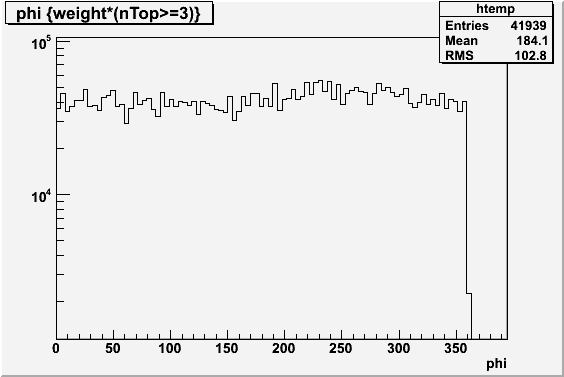 phi {weight*(nTop>=3)}
htemp
Entries 41939
Mean 184.1
RMS 102.8
10^5
10^4
0 50 100 150 200 250 300 350
phi